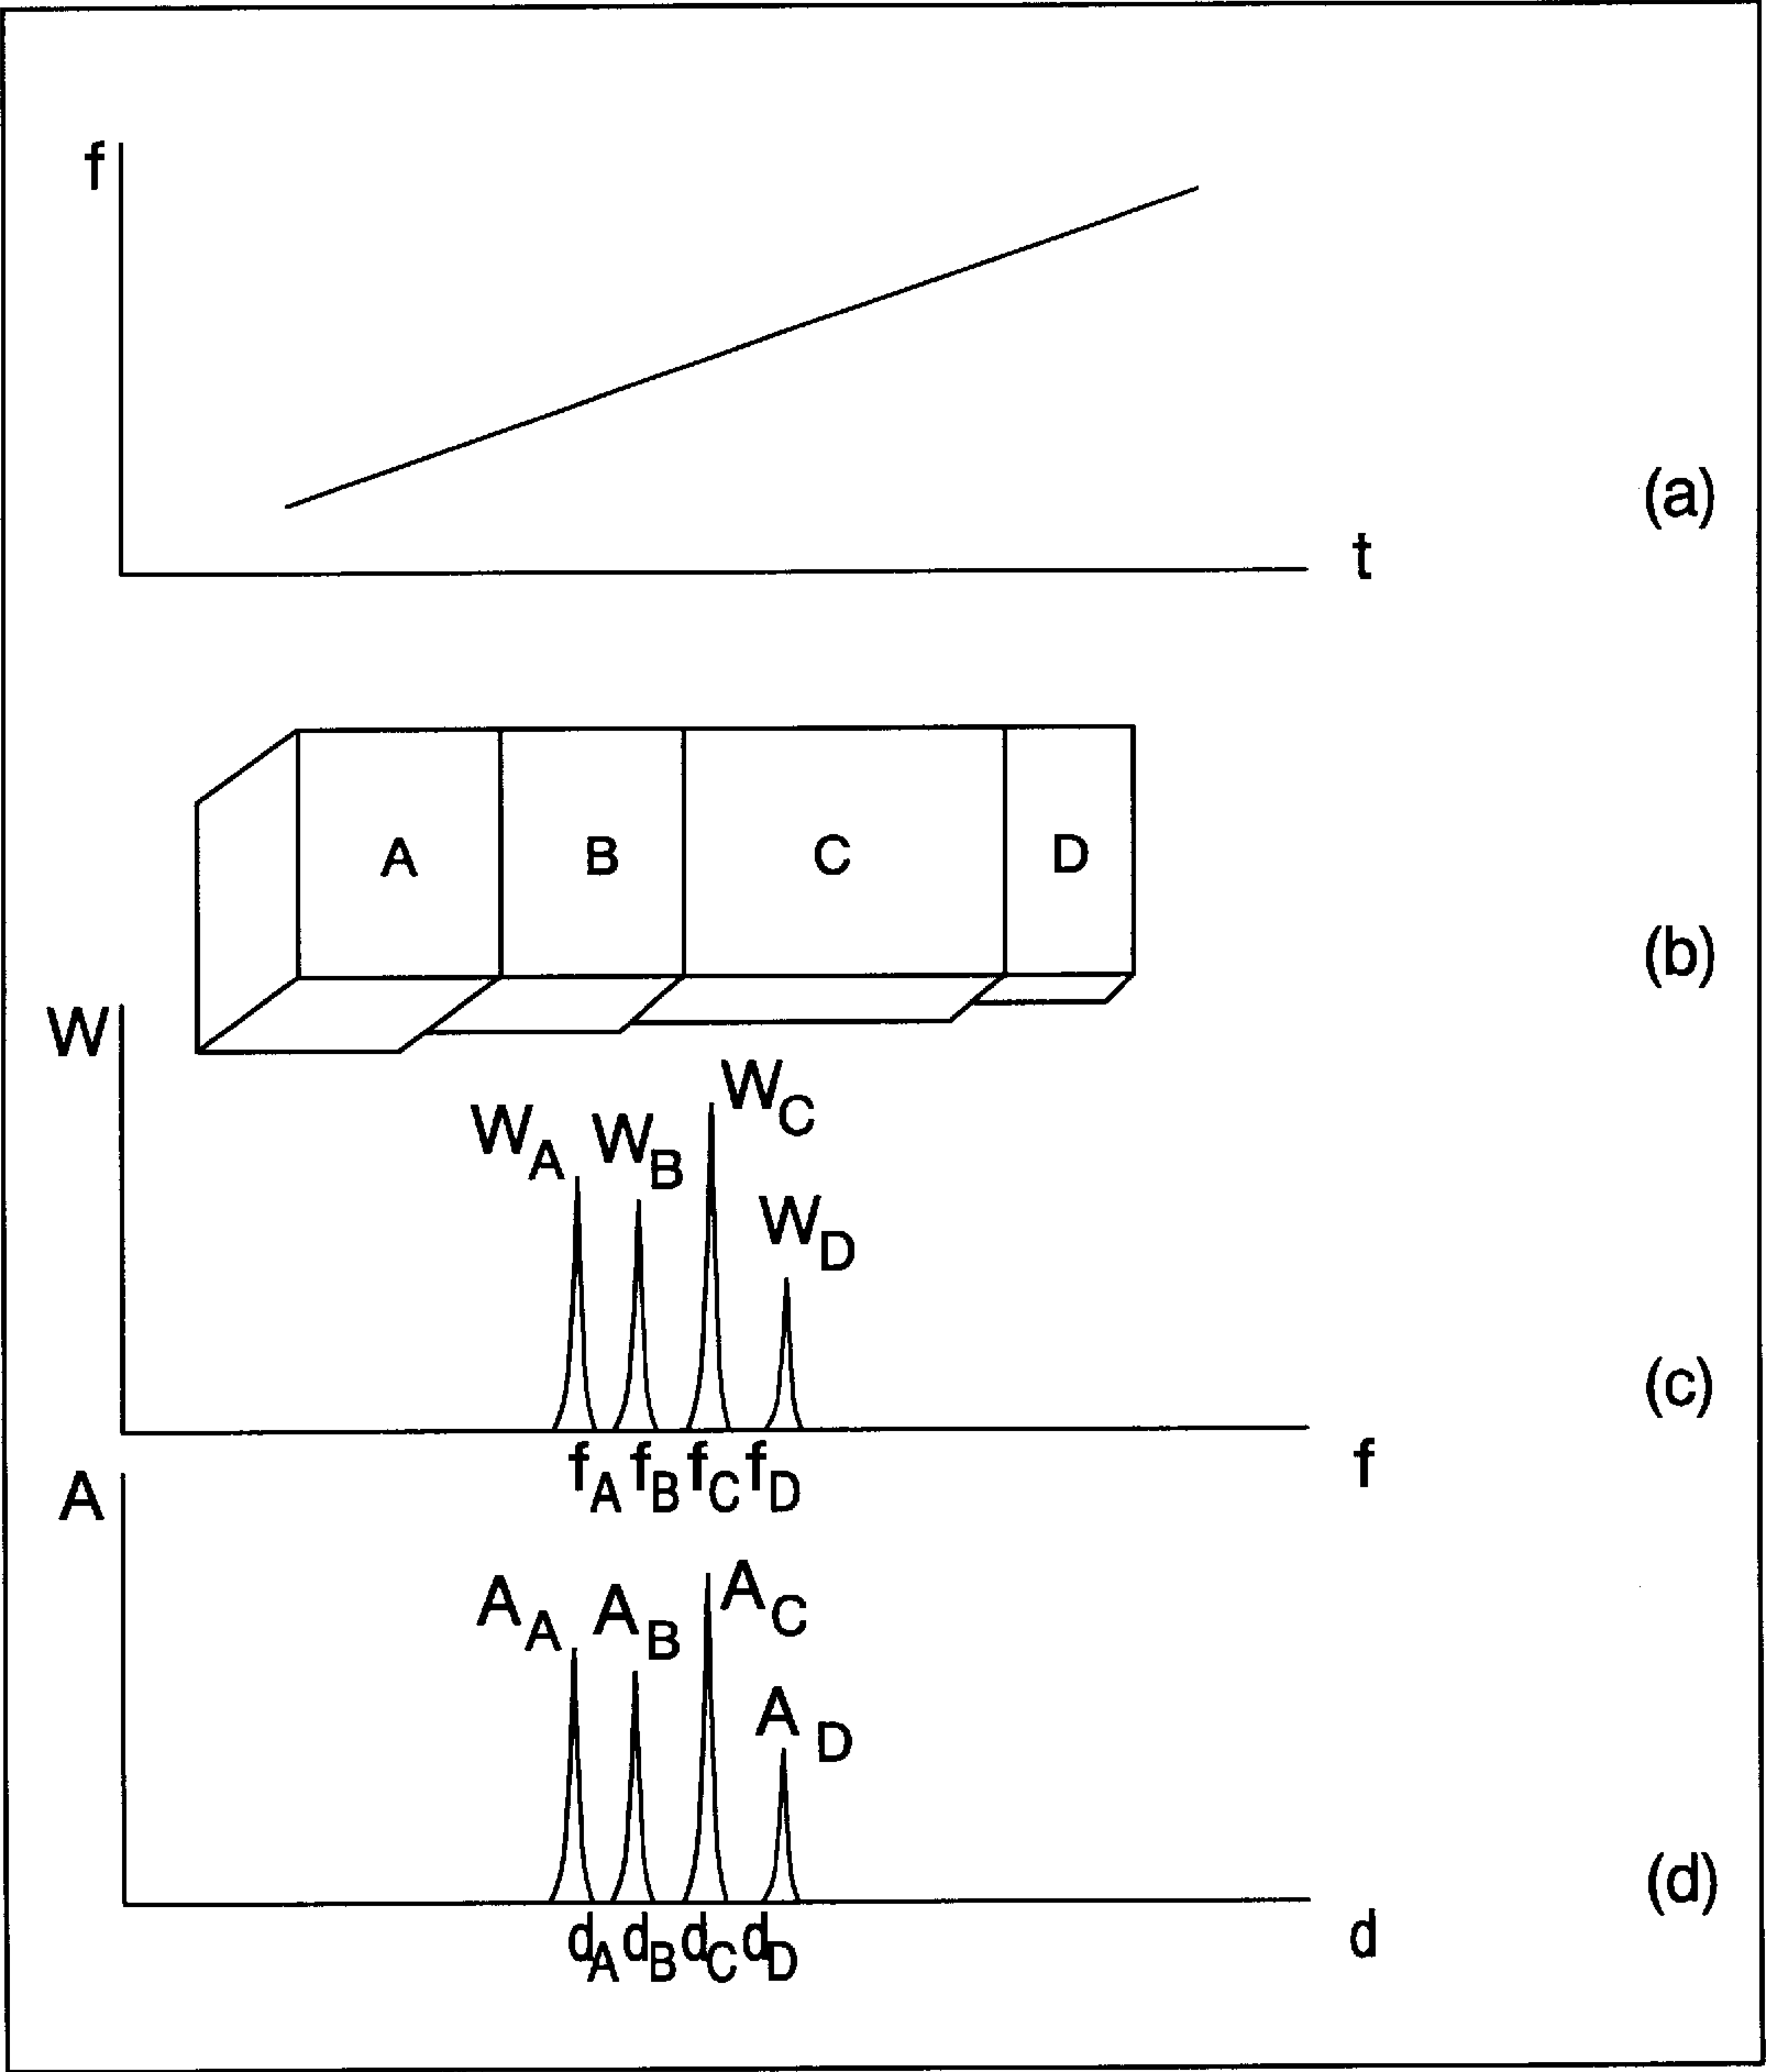 f
(a)
t
A B C D
(b)
W
W_A W_B W_C W_D
(c)
f_A f_B f_C f_D f
A
A_A A_B A_C A_D
(d)
d_A d_B d_C d_D d